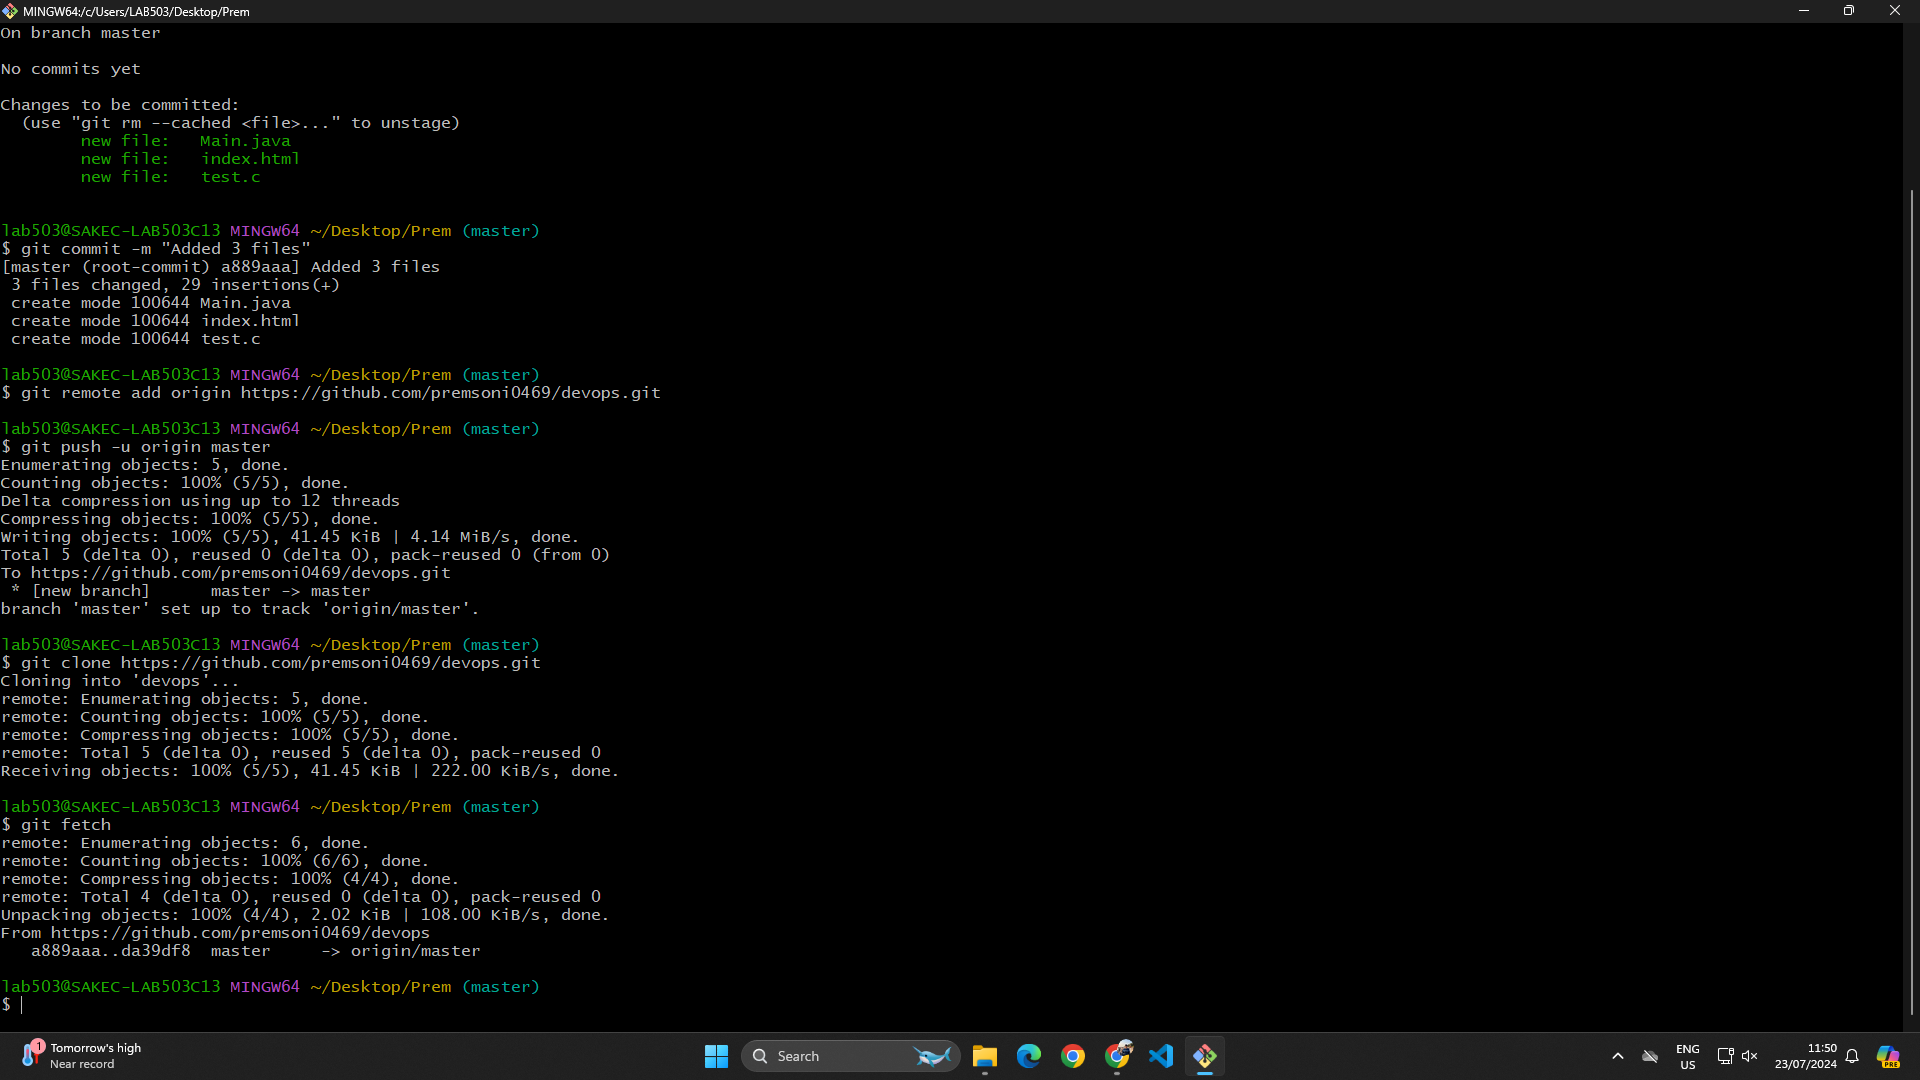 MINGW64:/c/Users/LAB503/Desktop/Prem
On branch master
No commits yet
Changes to be committed:
  (use "git rm --cached <file>..." to unstage)
        new file:   Main.java
        new file:   index.html
        new file:   test.c
lab503@SAKEC-LAB503C13 MINGW64 ~/Desktop/Prem (master)
$ git commit -m "Added 3 files"
[master (root-commit) a889aaa] Added 3 files
 3 files changed, 29 insertions(+)
 create mode 100644 Main.java
 create mode 100644 index.html
 create mode 100644 test.c
lab503@SAKEC-LAB503C13 MINGW64 ~/Desktop/Prem (master)
$ git remote add origin https://github.com/premsoni0469/devops.git
lab503@SAKEC-LAB503C13 MINGW64 ~/Desktop/Prem (master)
$ git push -u origin master
Enumerating objects: 5, done.
Counting objects: 100% (5/5), done.
Delta compression using up to 12 threads
Compressing objects: 100% (5/5), done.
Writing objects: 100% (5/5), 41.45 KiB | 4.14 MiB/s, done.
Total 5 (delta 0), reused 0 (delta 0), pack-reused 0 (from 0)
To https://github.com/premsoni0469/devops.git
 * [new branch]      master -> master
branch 'master' set up to track 'origin/master'.
lab503@SAKEC-LAB503C13 MINGW64 ~/Desktop/Prem (master)
$ git clone https://github.com/premsoni0469/devops.git
Cloning into 'devops'...
remote: Enumerating objects: 5, done.
remote: Counting objects: 100% (5/5), done.
remote: Compressing objects: 100% (5/5), done.
remote: Total 5 (delta 0), reused 5 (delta 0), pack-reused 0
Receiving objects: 100% (5/5), 41.45 KiB | 222.00 KiB/s, done.
lab503@SAKEC-LAB503C13 MINGW64 ~/Desktop/Prem (master)
$ git fetch
remote: Enumerating objects: 6, done.
remote: Counting objects: 100% (6/6), done.
remote: Compressing objects: 100% (4/4), done.
remote: Total 4 (delta 0), reused 0 (delta 0), pack-reused 0
Unpacking objects: 100% (4/4), 2.02 KiB | 108.00 KiB/s, done.
From https://github.com/premsoni0469/devops
   a889aaa..da39df8  master     -> origin/master
lab503@SAKEC-LAB503C13 MINGW64 ~/Desktop/Prem (master)
$
1
Tomorrow's high
Near record
Search
ENG
US
11:50
23/07/2024
PRE